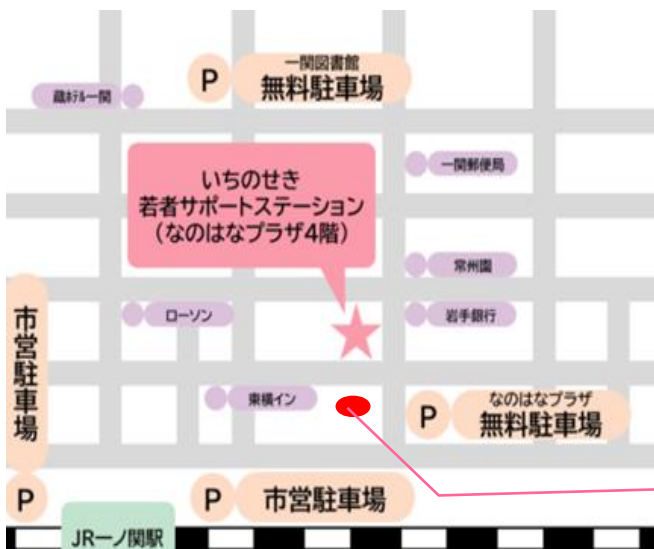 P
一関図書館
無料駐車場
蔵ホテル一関
一関郵便局
いちのせき
若者サポートステーション
(なのはなプラザ4階)
常州園
市営駐車場
ローソン
岩手銀行
東横イン
P
なのはなプラザ
無料駐車場
P
P
市営駐車場
JR一ノ関駅